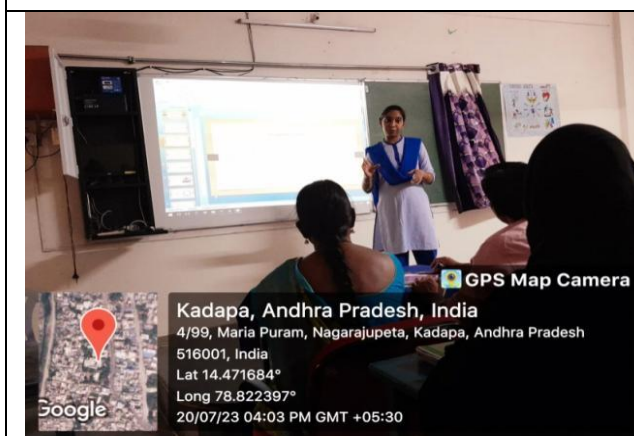 GPS Map Camera
Kadapa, Andhra Pradesh, India
4/99, Maria Puram, Nagarajupeta, Kadapa, Andhra Pradesh
516001, India
Lat 14.471684°
Long 78.822397°
20/07/23 04:03 PM GMT +05:30
Google